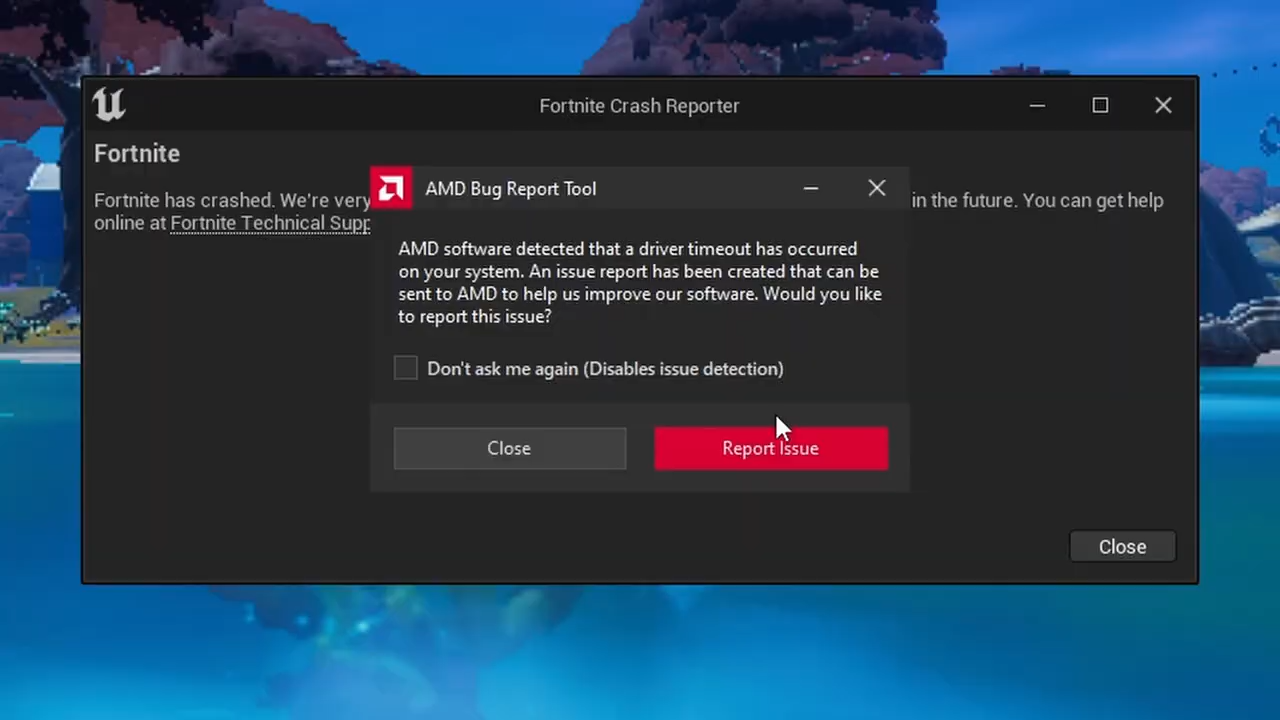 Fortnite Crash Reporter
Fortnite
Fortnite has crashed. We're very in the future. You can get help
online at Fortnite Technical Supp
AMD Bug Report Tool
AMD software detected that a driver timeout has occurred
on your system. An issue report has been created that can be
sent to AMD to help us improve our software. Would you like
to report this issue?
Don't ask me again (Disables issue detection)
Close
Report Issue
Close